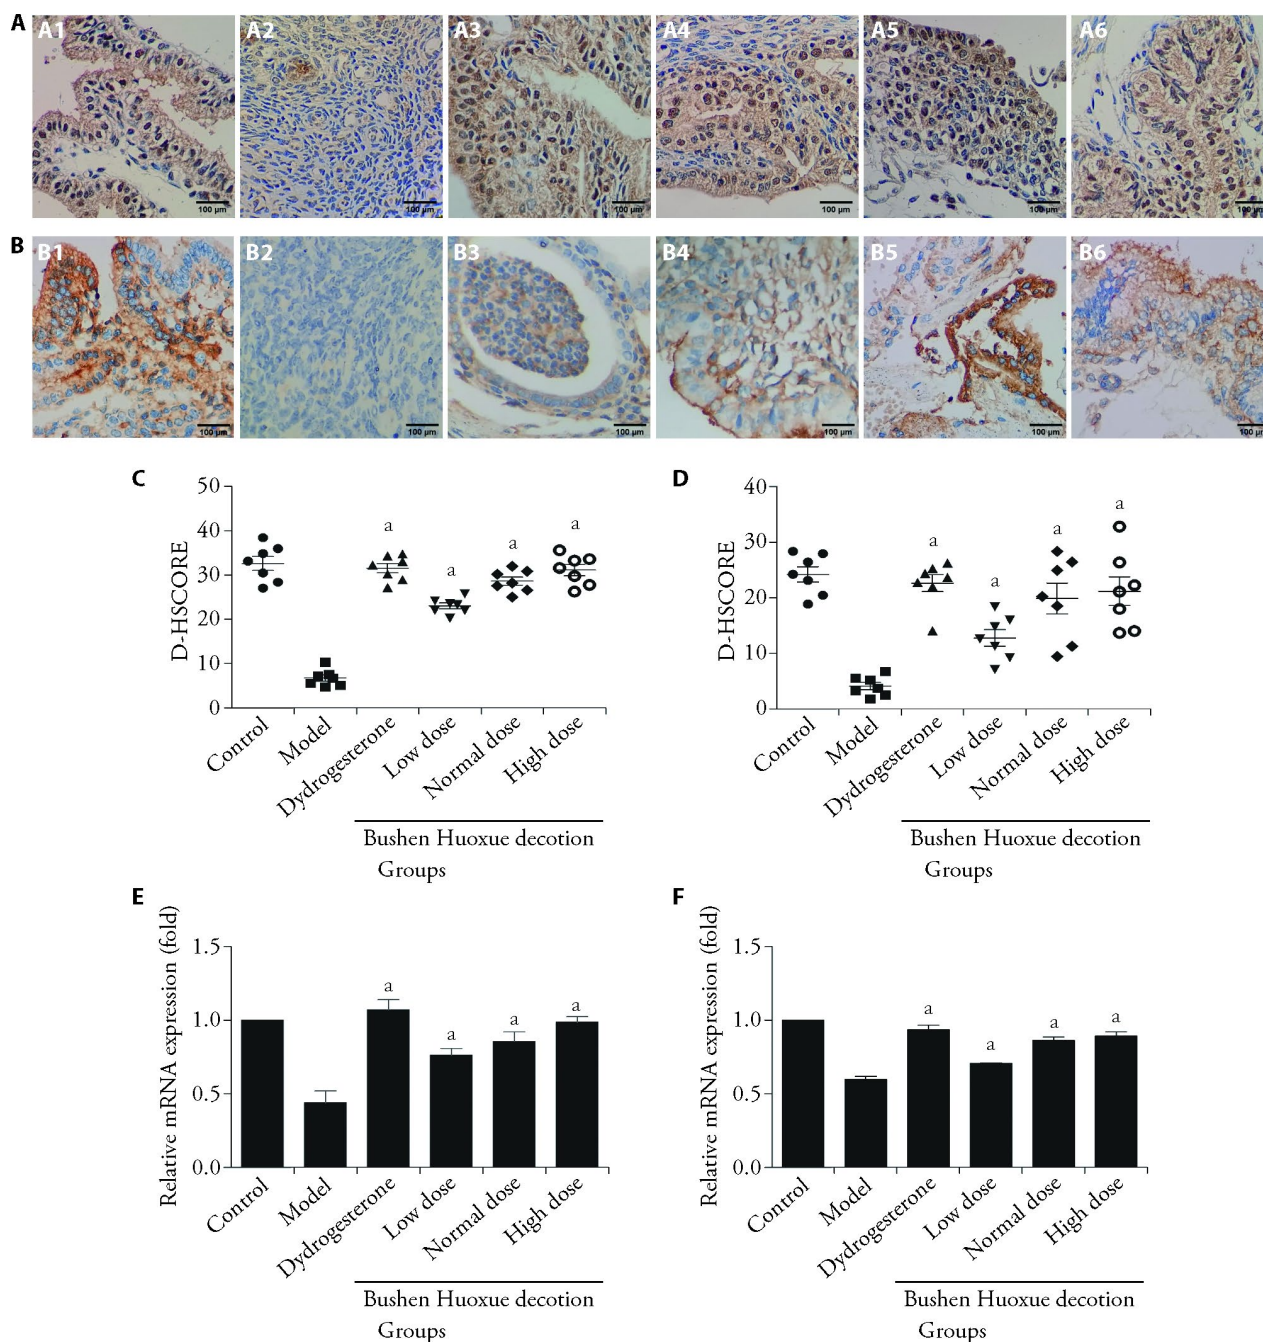 A
A1 A2 A3 A4 A5 A6
100 µm 100 µm 100 µm 100 µm 100 µm 100 µm
B
B1 B2 B3 B4 B5 B6
100 µm 100 µm 100 µm 100 µm 100 µm 100 µm
C
D-HSCORE
50
40
30
20
10
0
a a a a
Control
Model
Dydrogesterone
Low dose
Normal dose
High dose
Bushen Huoxue decotion
Groups
D
D-HSCORE
40
30
20
10
0
a a a a
Control
Model
Dydrogesterone
Low dose
Normal dose
High dose
Bushen Huoxue decotion
Groups
E
Relative mRNA expression (fold)
1.5
1.0
0.5
0.0
a a a a
Control
Model
Dydrogesterone
Low dose
Normal dose
High dose
Bushen Huoxue decotion
Groups
F
Relative mRNA expression (fold)
1.5
1.0
0.5
0.0
a a a a
Control
Model
Dydrogesterone
Low dose
Normal dose
High dose
Bushen Huoxue decotion
Groups